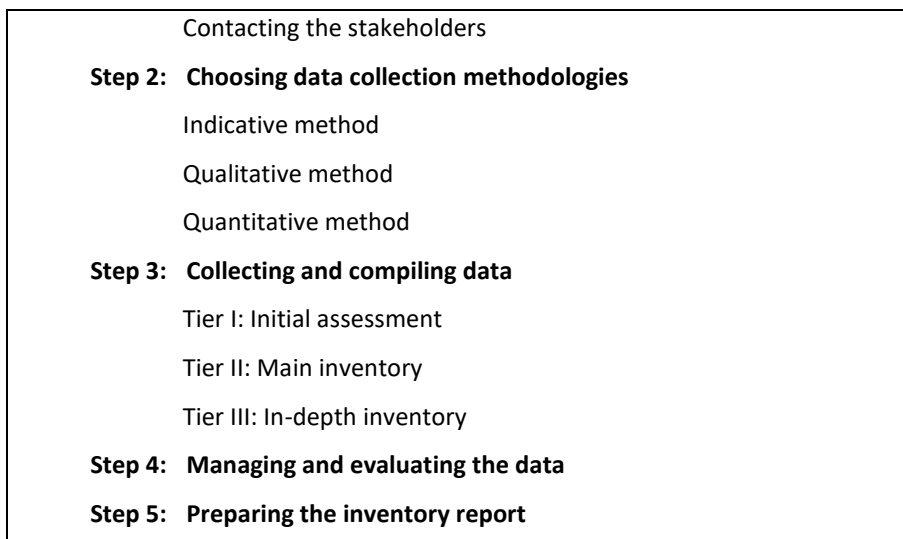 Contacting the stakeholders
Step 2: Choosing data collection methodologies
Indicative method
Qualitative method
Quantitative method
Step 3: Collecting and compiling data
Tier I: Initial assessment
Tier II: Main inventory
Tier III: In-depth inventory
Step 4: Managing and evaluating the data
Step 5: Preparing the inventory report